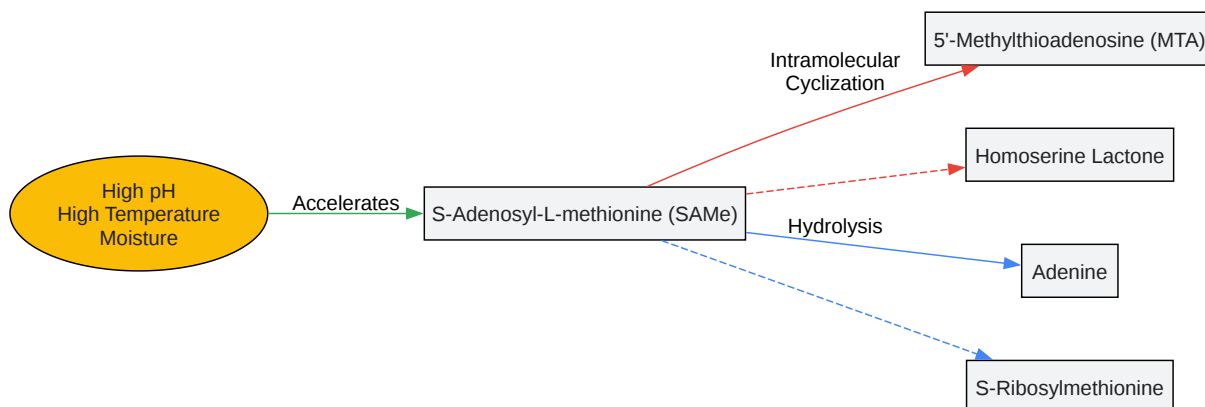 High pH
High Temperature
Moisture
Accelerates
S-Adenosyl-L-methionine (SAMe)
Intramolecular
Cyclization
5'-Methylthioadenosine (MTA)
Homoserine Lactone
Hydrolysis
Adenine
S-Ribosylmethionine